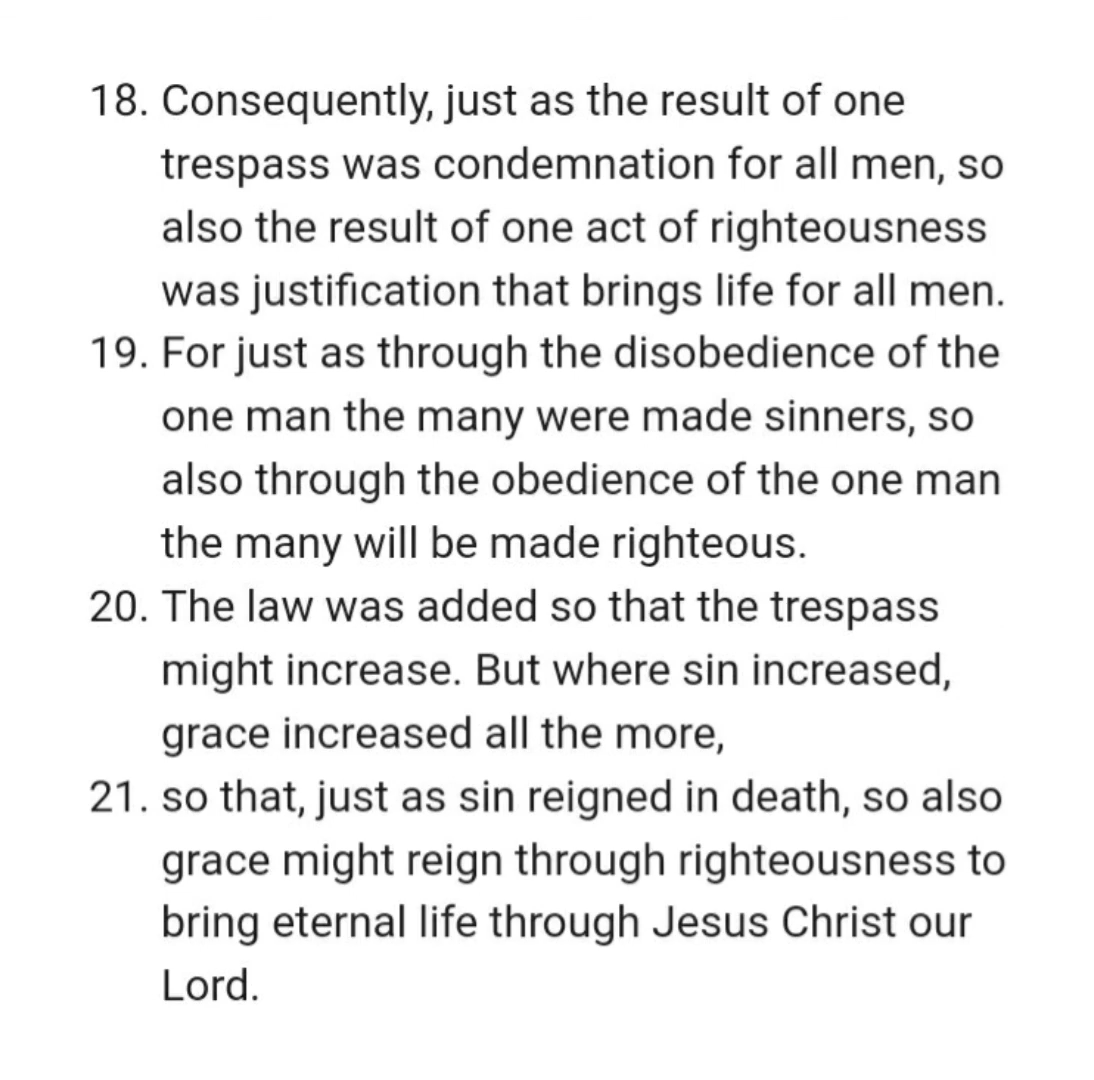 18. Consequently, just as the result of one
trespass was condemnation for all men, so
also the result of one act of righteousness
was justification that brings life for all men.
19. For just as through the disobedience of the
one man the many were made sinners, so
also through the obedience of the one man
the many will be made righteous.
20. The law was added so that the trespass
might increase. But where sin increased,
grace increased all the more,
21. so that, just as sin reigned in death, so also
grace might reign through righteousness to
bring eternal life through Jesus Christ our
Lord.